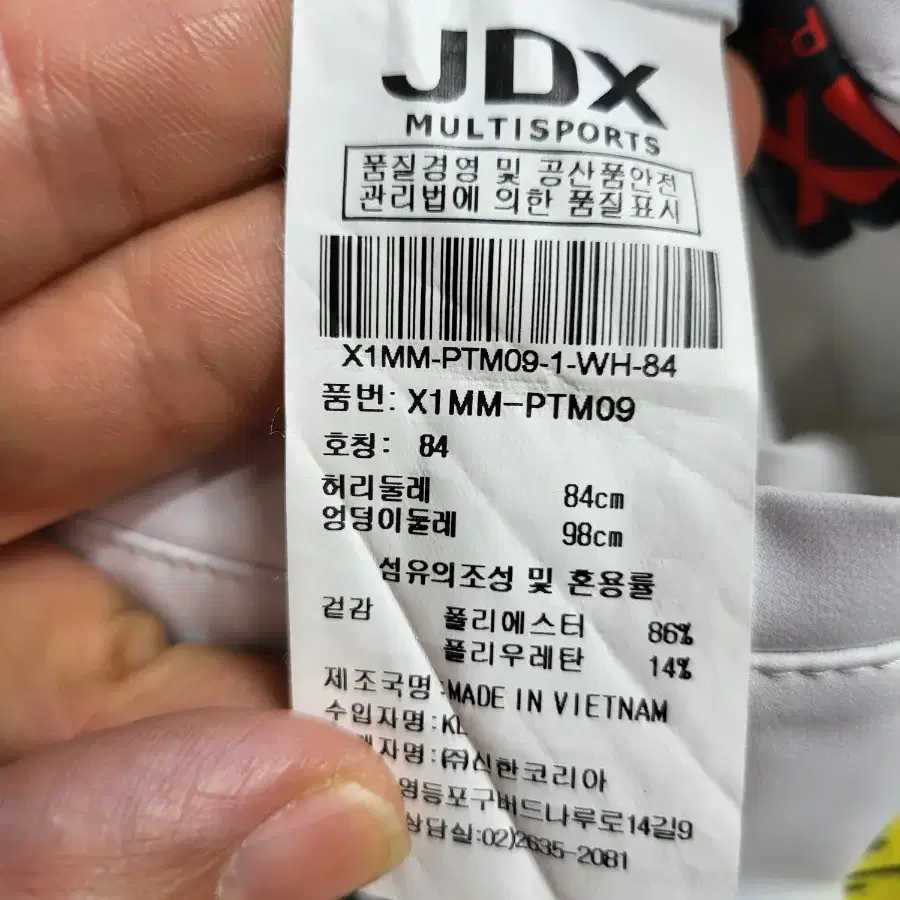 JDX
MULTISPORTS
품질경영 및 공산품안전
관리법에 의한 품질표시
X1MM-PTM09-1-WH-84
품번: X1MM-PTM09
호칭: 84
허리둘레 84cm
엉덩이둘레 98cm
섬유의조성 및 혼용률
겉감 폴리에스터 86%
폴리우레탄 14%
제조국명:MADE IN VIETNAM
수입자명:
자명:㈜신한코리아
영등포구버드나루로14길9
상담실:02)2635-2081